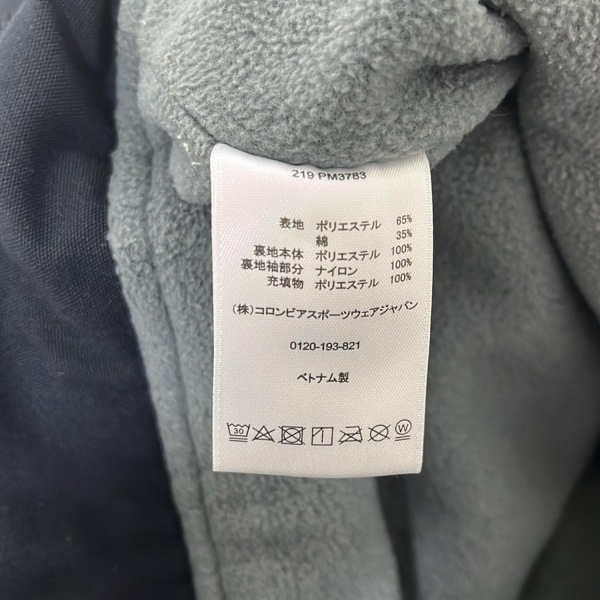 219 PM3783
表地 ポリエステル 65%
綿 35%
裏地本体 ポリエステル 100%
裏地袖部分 ナイロン 100%
充填物 ポリエステル 100%
(株)コロンビアスポーツウェアジャパン
0120-193-821
ベトナム製
30 W